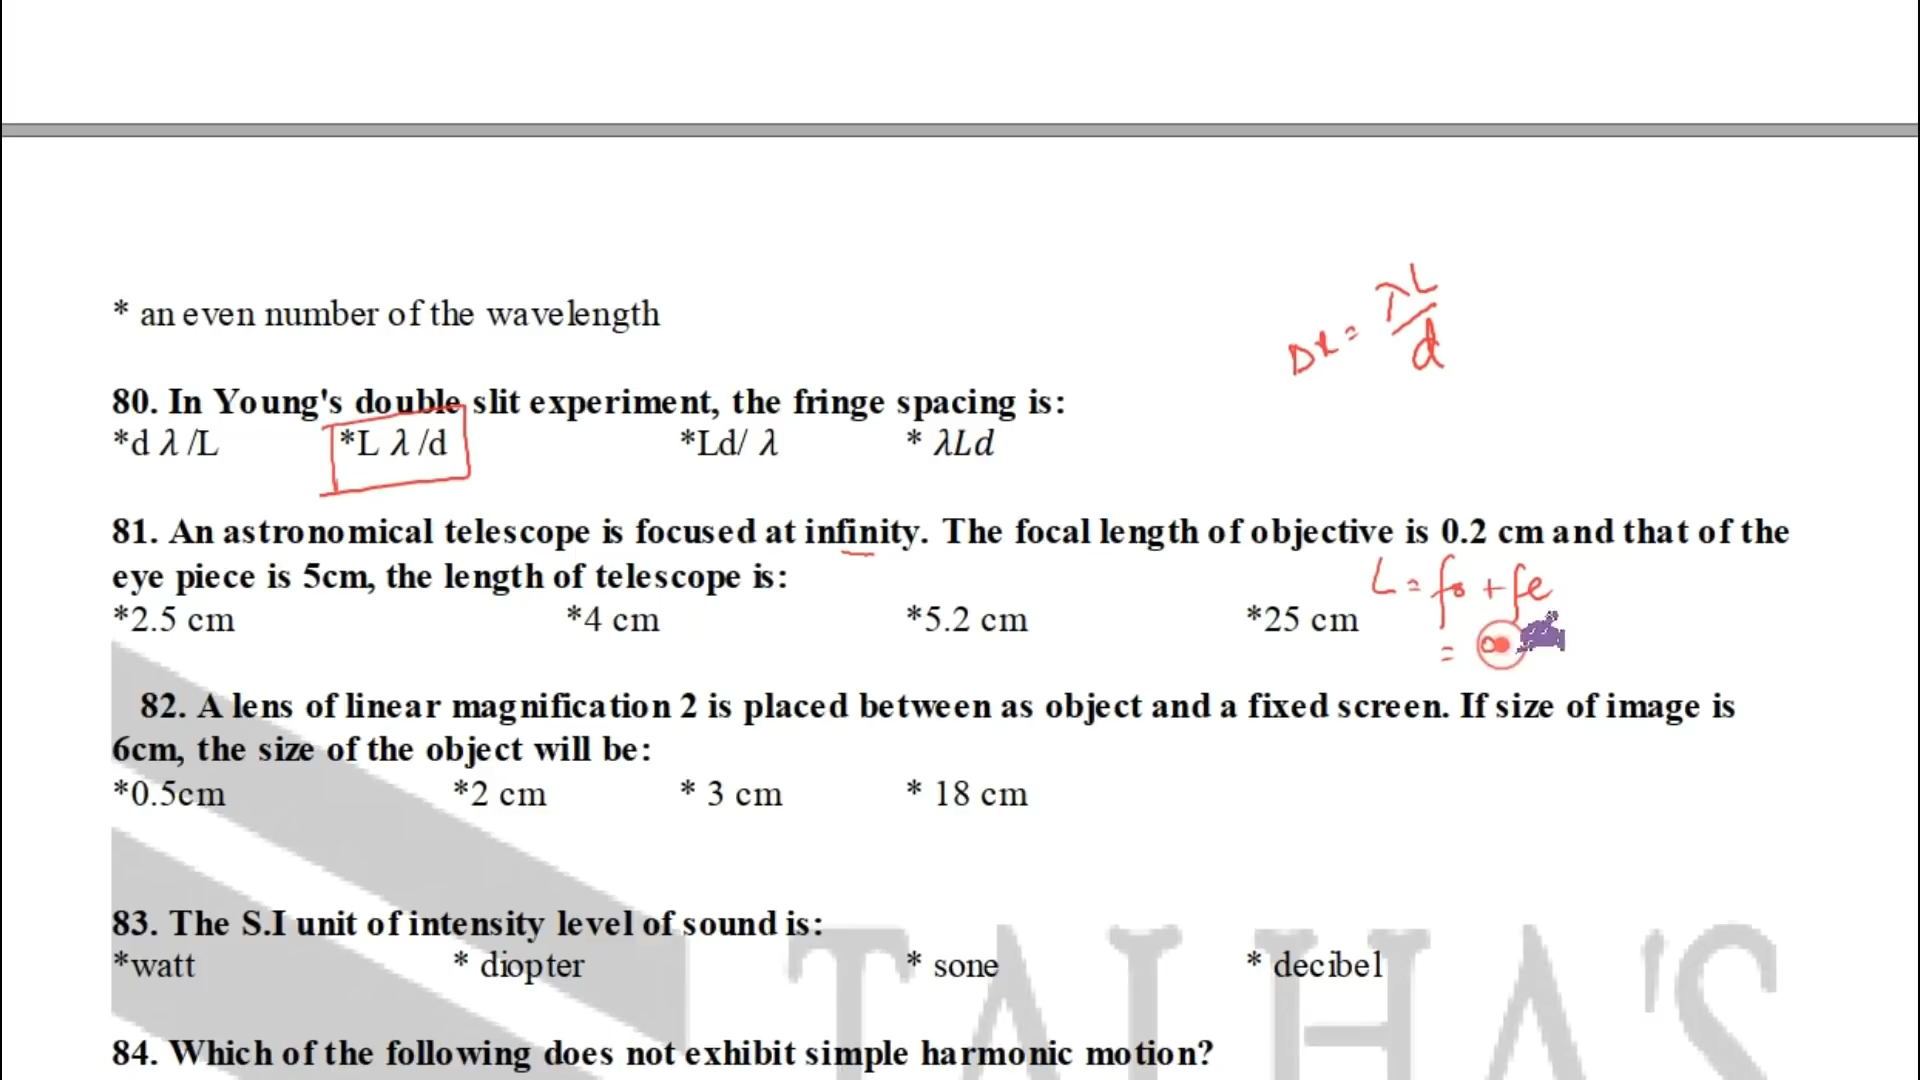 * an even number of the wavelength
Dx = λL/d
80. In Young's double slit experiment, the fringe spacing is:
*d λ /L *L λ /d *Ld/ λ * λLd
81. An astronomical telescope is focused at infinity. The focal length of objective is 0.2 cm and that of the
eye piece is 5cm, the length of telescope is:
L = fo + fe
*2.5 cm *4 cm *5.2 cm *25 cm
82. A lens of linear magnification 2 is placed between as object and a fixed screen. If size of image is
6cm, the size of the object will be:
*0.5cm *2 cm * 3 cm * 18 cm
83. The S.I unit of intensity level of sound is:
*watt * diopter * sone * decibel
84. Which of the following does not exhibit simple harmonic motion?
TALHA'S